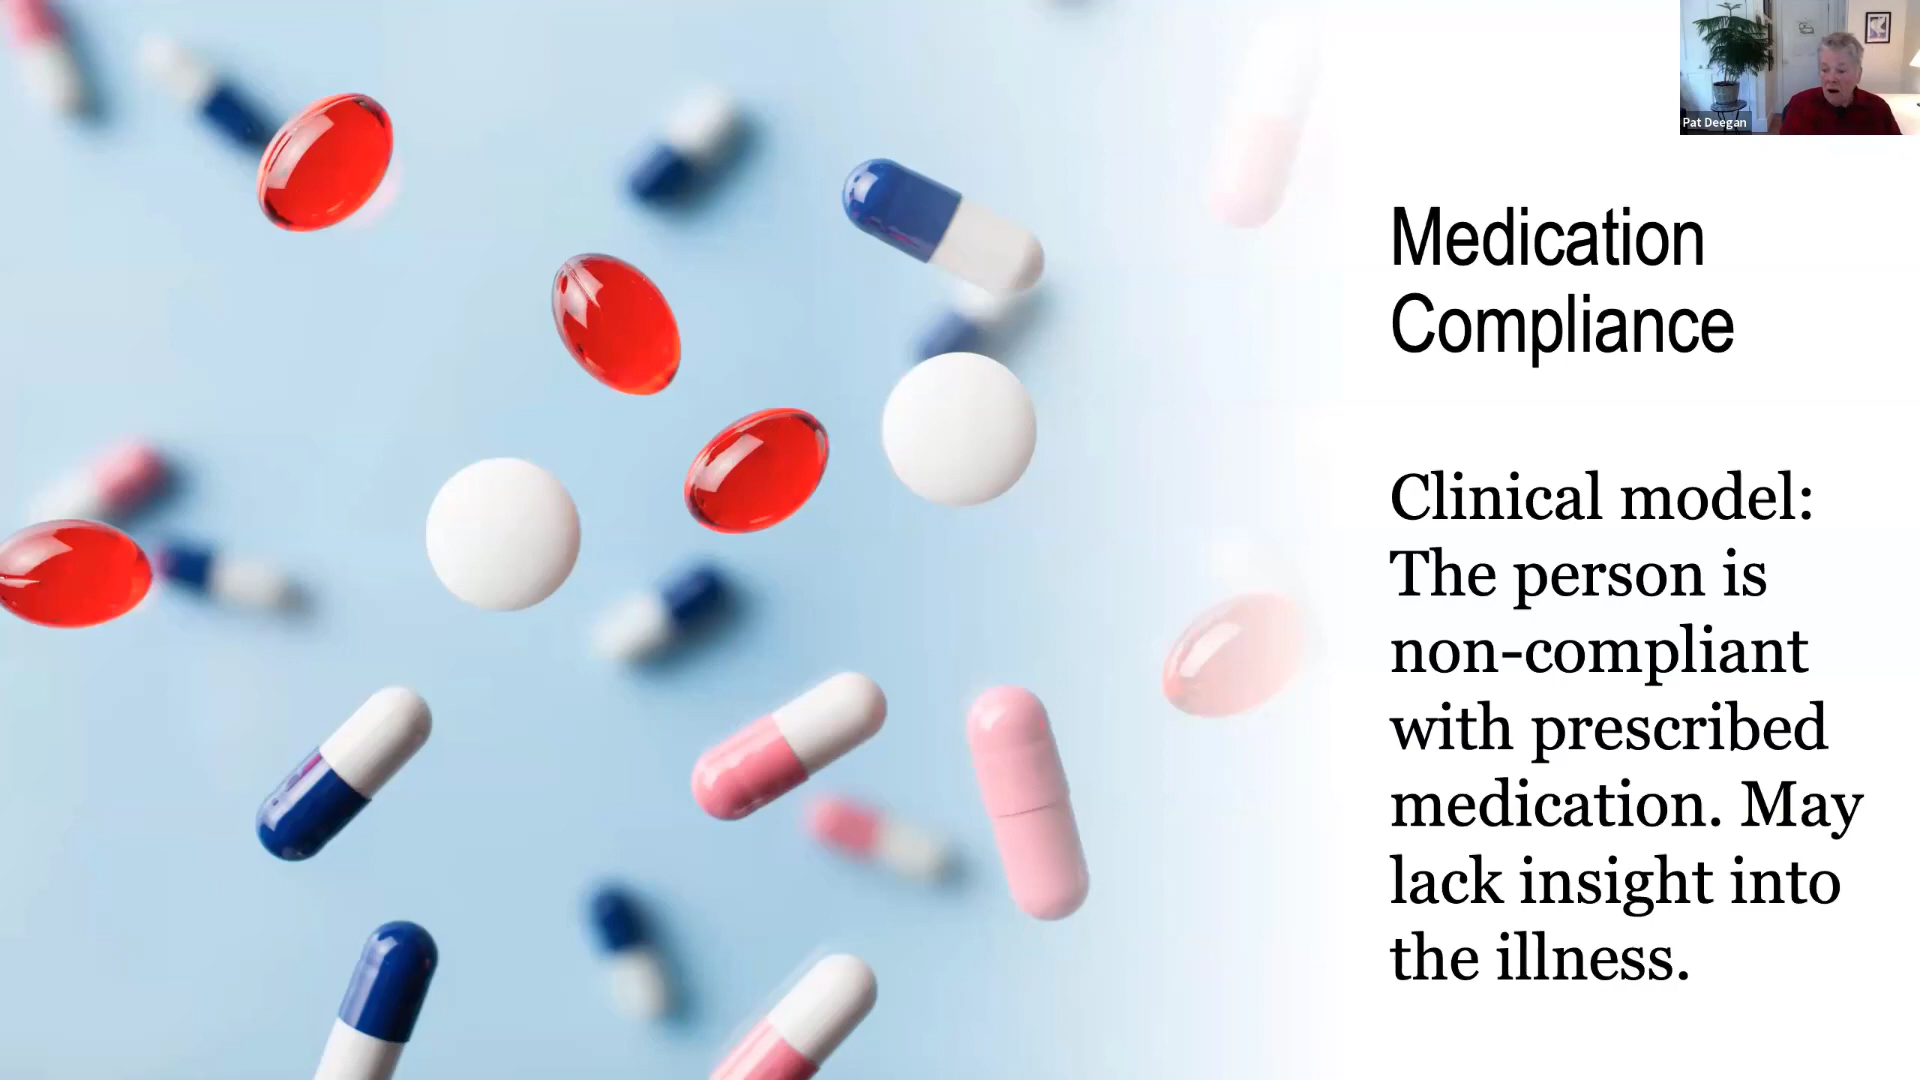 Pat Deegan
Medication
Compliance
Clinical model:
The person is
non-compliant
with prescribed
medication. May
lack insight into
the illness.